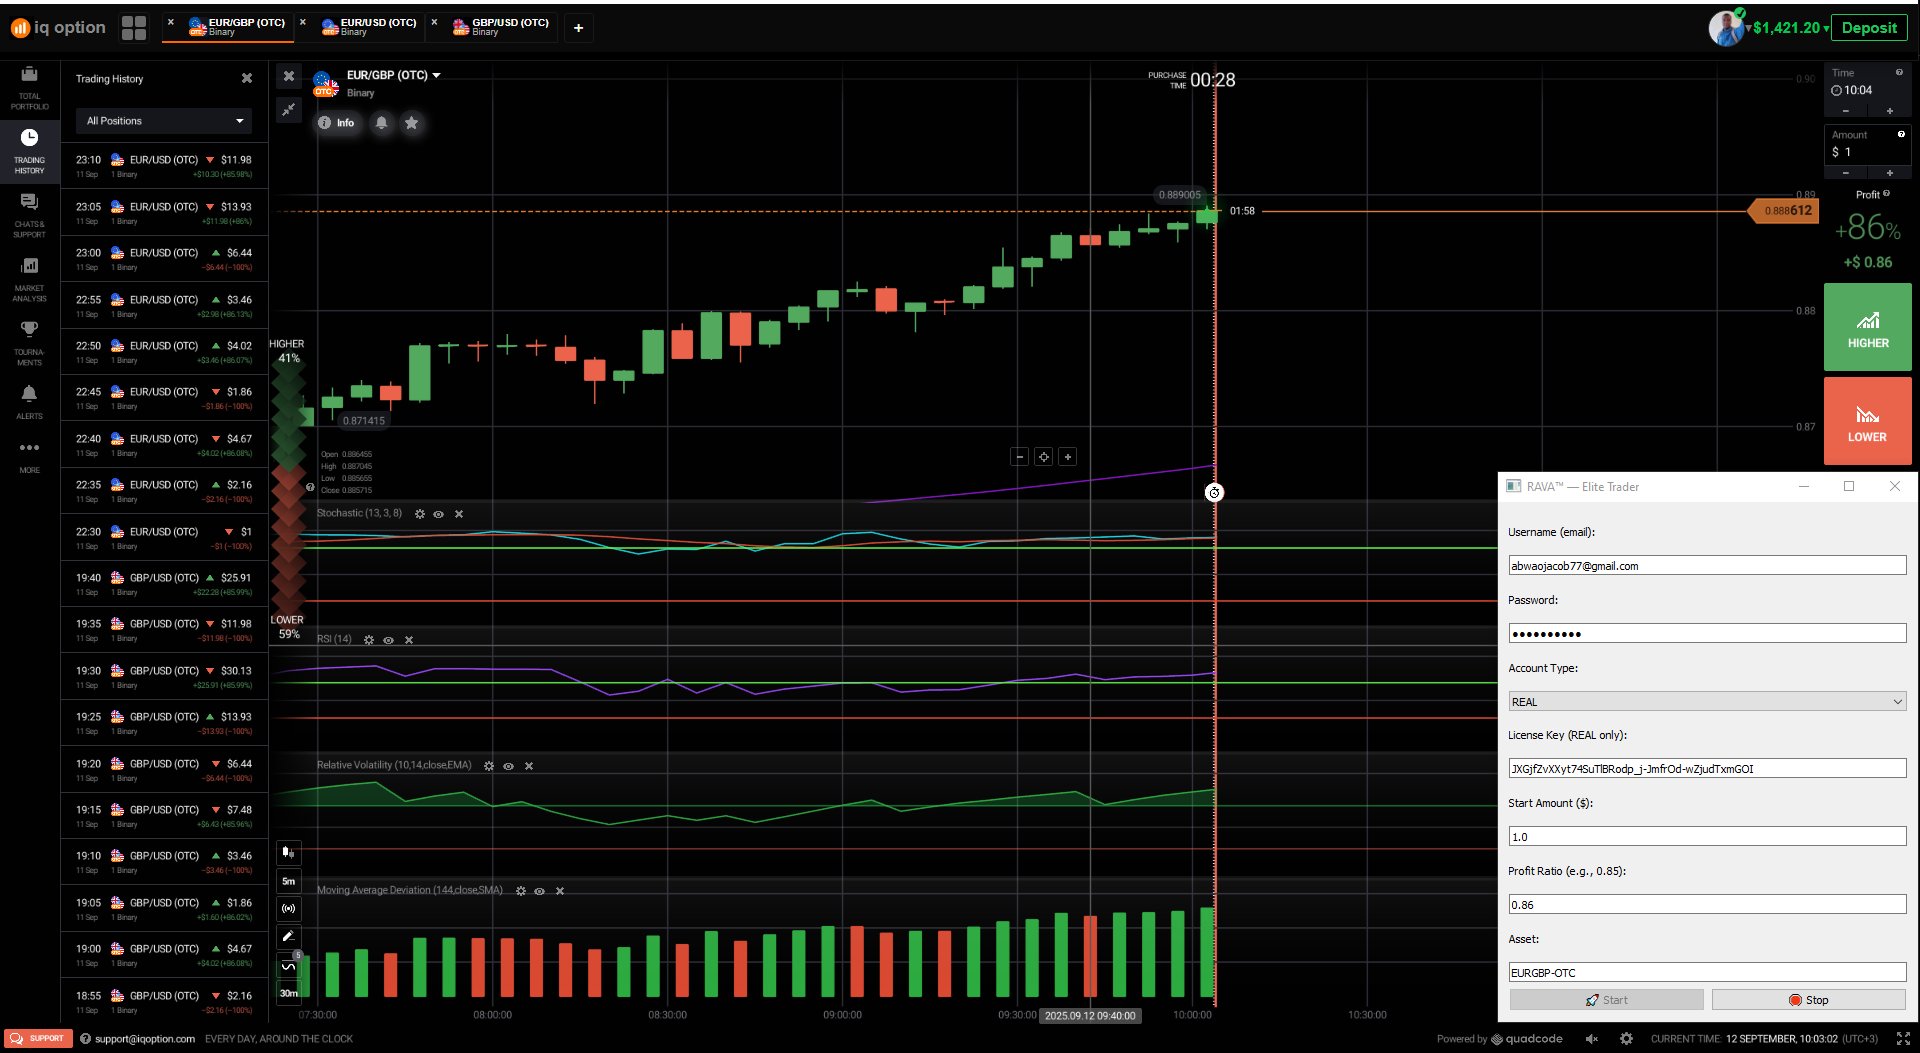 iq option
EUR/GBP (OTC)
Binary
EUR/USD (OTC)
Binary
GBP/USD (OTC)
Binary
+
$1,421.20
Deposit
TOTAL
PORTFOLIO
TRADING
HISTORY
CHATS &
SUPPORT
MARKET
ANALYSIS
TOURNA-
MENTS
ALERTS
MORE
Trading History
All Positions
23:10 EUR/USD (OTC) $11.98
11 Sep 1 Binary +$10.30 (+85.98%)
23:05 EUR/USD (OTC) $13.93
11 Sep 1 Binary +$11.98 (+86%)
23:00 EUR/USD (OTC) $6.44
11 Sep 1 Binary −$6.44 (−100%)
22:55 EUR/USD (OTC) $3.46
11 Sep 1 Binary +$2.98 (+86.13%)
22:50 EUR/USD (OTC) $4.02
11 Sep 1 Binary +$3.46 (+86.07%)
22:45 EUR/USD (OTC) $1.86
11 Sep 1 Binary −$1.86 (−100%)
22:40 EUR/USD (OTC) $4.67
11 Sep 1 Binary +$4.02 (+86.08%)
22:35 EUR/USD (OTC) $2.16
11 Sep 1 Binary −$2.16 (−100%)
22:30 EUR/USD (OTC) $1
11 Sep 1 Binary −$1 (−100%)
19:40 GBP/USD (OTC) $25.91
11 Sep 1 Binary +$22.28 (+85.99%)
19:35 GBP/USD (OTC) $11.98
11 Sep 1 Binary −$11.98 (−100%)
19:30 GBP/USD (OTC) $30.13
11 Sep 1 Binary +$25.91 (+85.99%)
19:25 GBP/USD (OTC) $13.93
11 Sep 1 Binary −$13.93 (−100%)
19:20 GBP/USD (OTC) $6.44
11 Sep 1 Binary −$6.44 (−100%)
19:15 GBP/USD (OTC) $7.48
11 Sep 1 Binary +$6.43 (+85.96%)
19:10 GBP/USD (OTC) $3.46
11 Sep 1 Binary −$3.46 (−100%)
19:05 GBP/USD (OTC) $1.86
11 Sep 1 Binary +$1.60 (+86.02%)
19:00 GBP/USD (OTC) $4.67
11 Sep 1 Binary +$4.02 (+86.08%)
18:55 GBP/USD (OTC) $2.16
11 Sep 1 Binary −$2.16 (−100%)
EUR/GBP (OTC)
Binary
OTC
Info
PURCHASE
TIME 00:28
0.90
0.889005
0.89
01:58
0.888612
0.88
0.87
HIGHER
41%
0.871415
Open 0.886455
High 0.887045
Low 0.885655
Close 0.885715
LOWER
59%
Stochastic (13, 3, 8)
RSI (14)
Relative Volatility (10,14,close,EMA)
Moving Average Deviation (144,close,SMA)
5m
5
30m
07:30:00
08:00:00
08:30:00
09:00:00
09:30:00
2025.09.12 09:40:00
10:00:00
10:30:00
Time
10:04
Amount
$ 1
Profit
+86%
+$ 0.86
HIGHER
LOWER
RAVA™ — Elite Trader
Username (email):
abwaojacob77@gmail.com
Password:
Account Type:
REAL
License Key (REAL only):
JXGjfZvXXyt74SuTlBRodp_j-JmfrOd-wZjudTxmGOI
Start Amount ($):
1.0
Profit Ratio (e.g., 0.85):
0.86
Asset:
EURGBP-OTC
Start
Stop
SUPPORT
support@iqoption.com EVERY DAY, AROUND THE CLOCK
Powered by quadcode
CURRENT TIME: 12 SEPTEMBER, 10:03:02 (UTC+3)